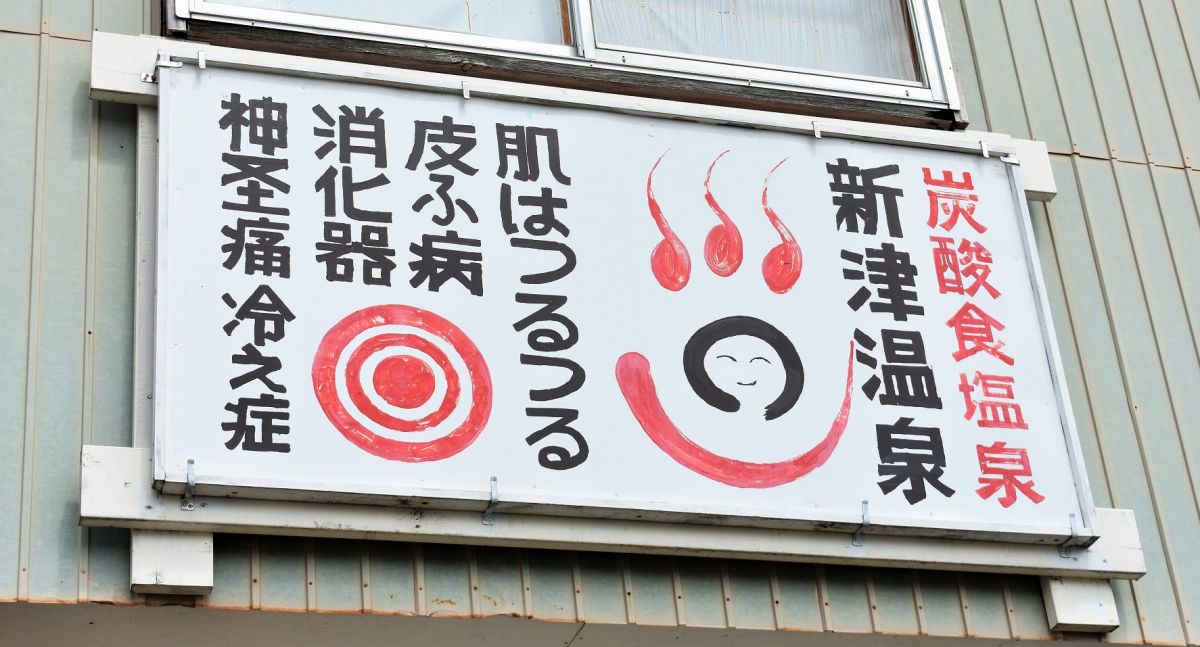 炭酸食塩泉
新津温泉
肌はつるつる
皮ふ病
消化器
神圣痛 冷え症